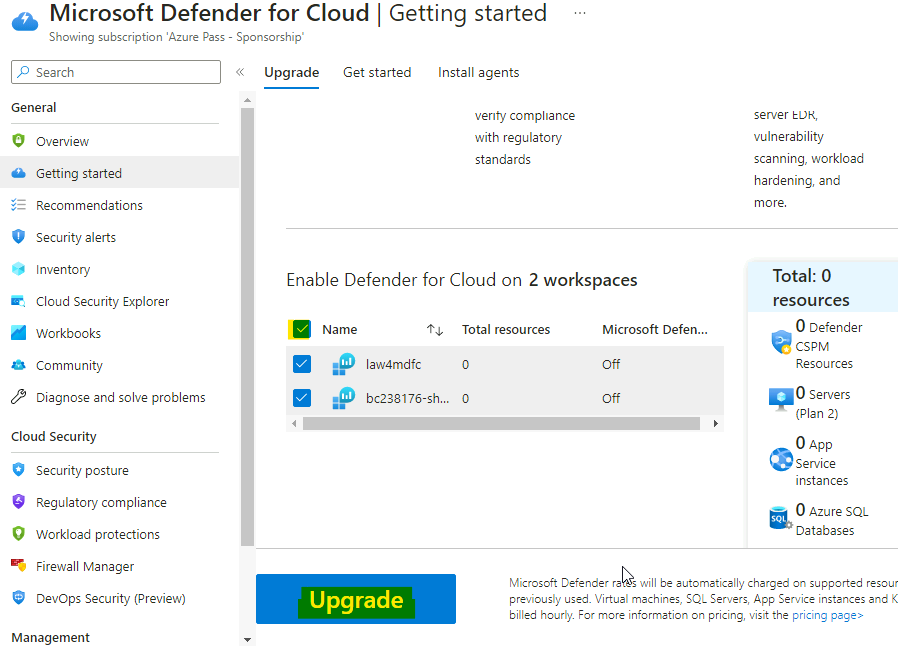 Microsoft Defender for Cloud | Getting started ...
Showing subscription 'Azure Pass - Sponsorship'
Search
«
Upgrade Get started Install agents
General
Overview
Getting started
Recommendations
Security alerts
Inventory
Cloud Security Explorer
Workbooks
Community
Diagnose and solve problems
Cloud Security
Security posture
Regulatory compliance
Workload protections
Firewall Manager
DevOps Security (Preview)
Management
verify compliance
with regulatory
standards
server EDR,
vulnerability
scanning, workload
hardening, and
more.
Enable Defender for Cloud on 2 workspaces
Name ↑↓ Total resources Microsoft Defen...
law4mdfc 0 Off
bc238176-sh... 0 Off
Total: 0
resources
0 Defender
CSPM
Resources
0 Servers
(Plan 2)
0 App
Service
instances
SQL
0 Azure SQL
Databases
Upgrade
Microsoft Defender rates will be automatically charged on supported resour
previously used. Virtual machines, SQL Servers, App Service instances and K
billed hourly. For more information on pricing, visit the pricing page>